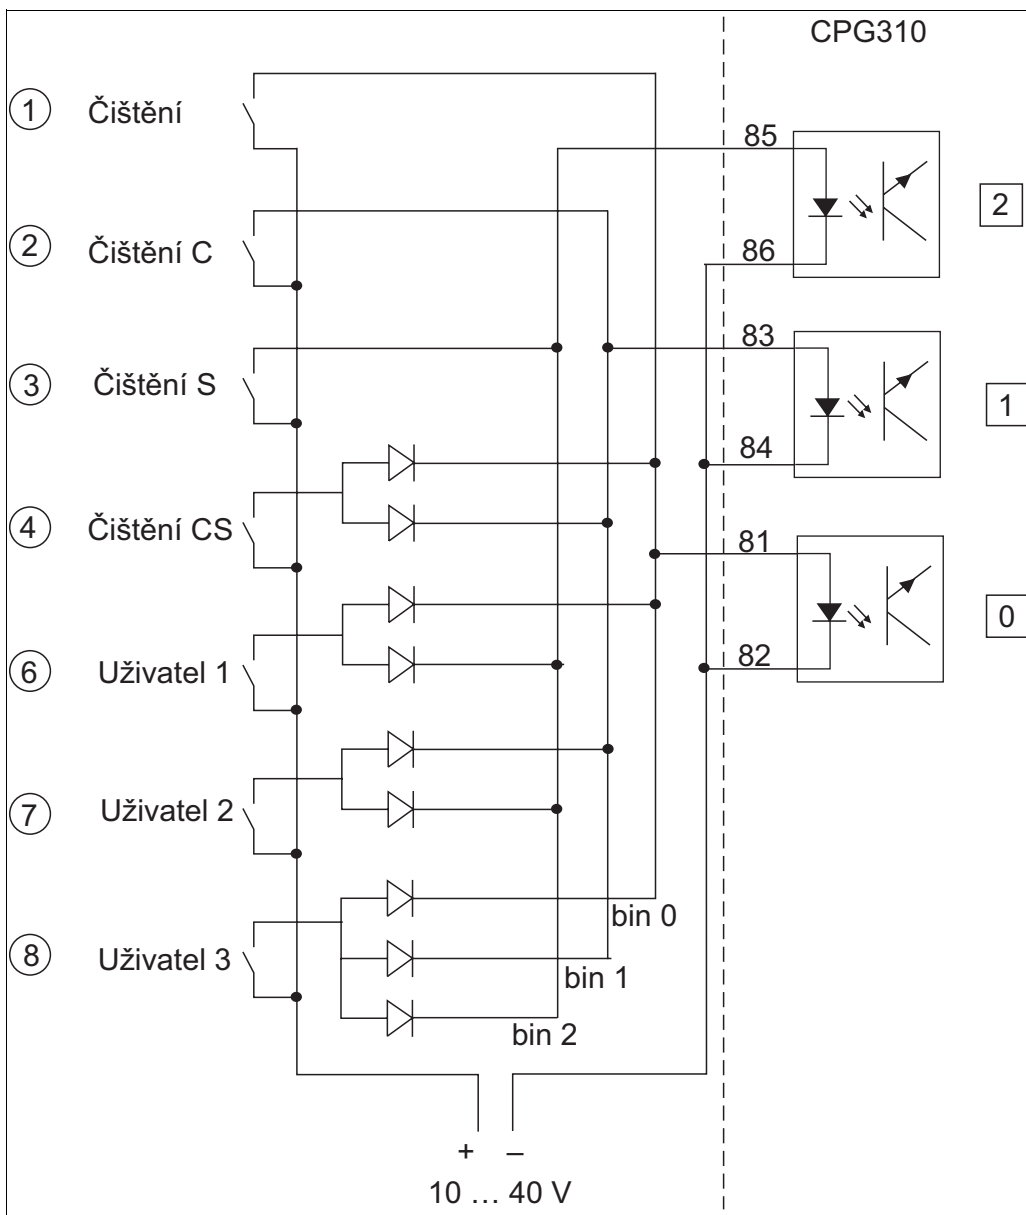 CPG310
1 Čištění
85
2
2 Čištění C
86
83
3 Čištění S
1
84
4 Čištění CS
81
0
82
6 Uživatel 1
7 Uživatel 2
bin 0
8 Uživatel 3
bin 1
bin 2
+ –
10 … 40 V